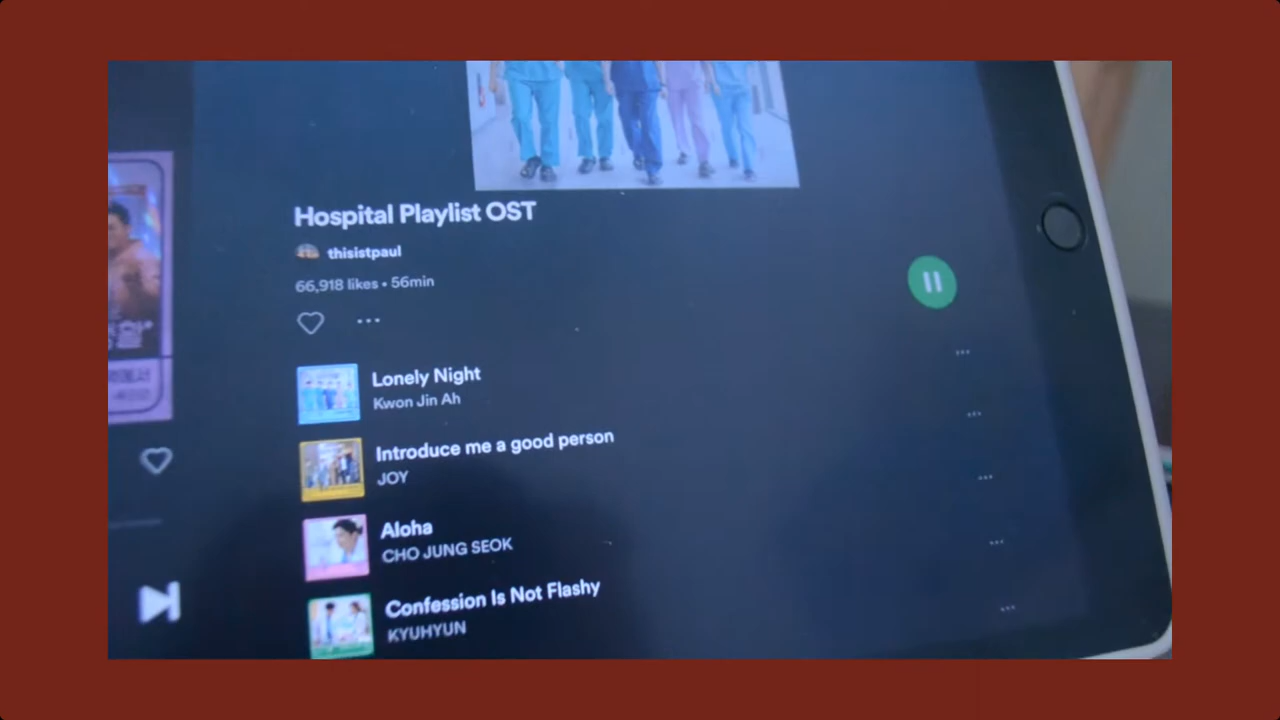 Hospital Playlist OST
thisistpaul
66,918 likes • 56min
Lonely Night
Kwon Jin Ah
Introduce me a good person
JOY
Aloha
CHO JUNG SEOK
Confession Is Not Flashy
KYUHYUN